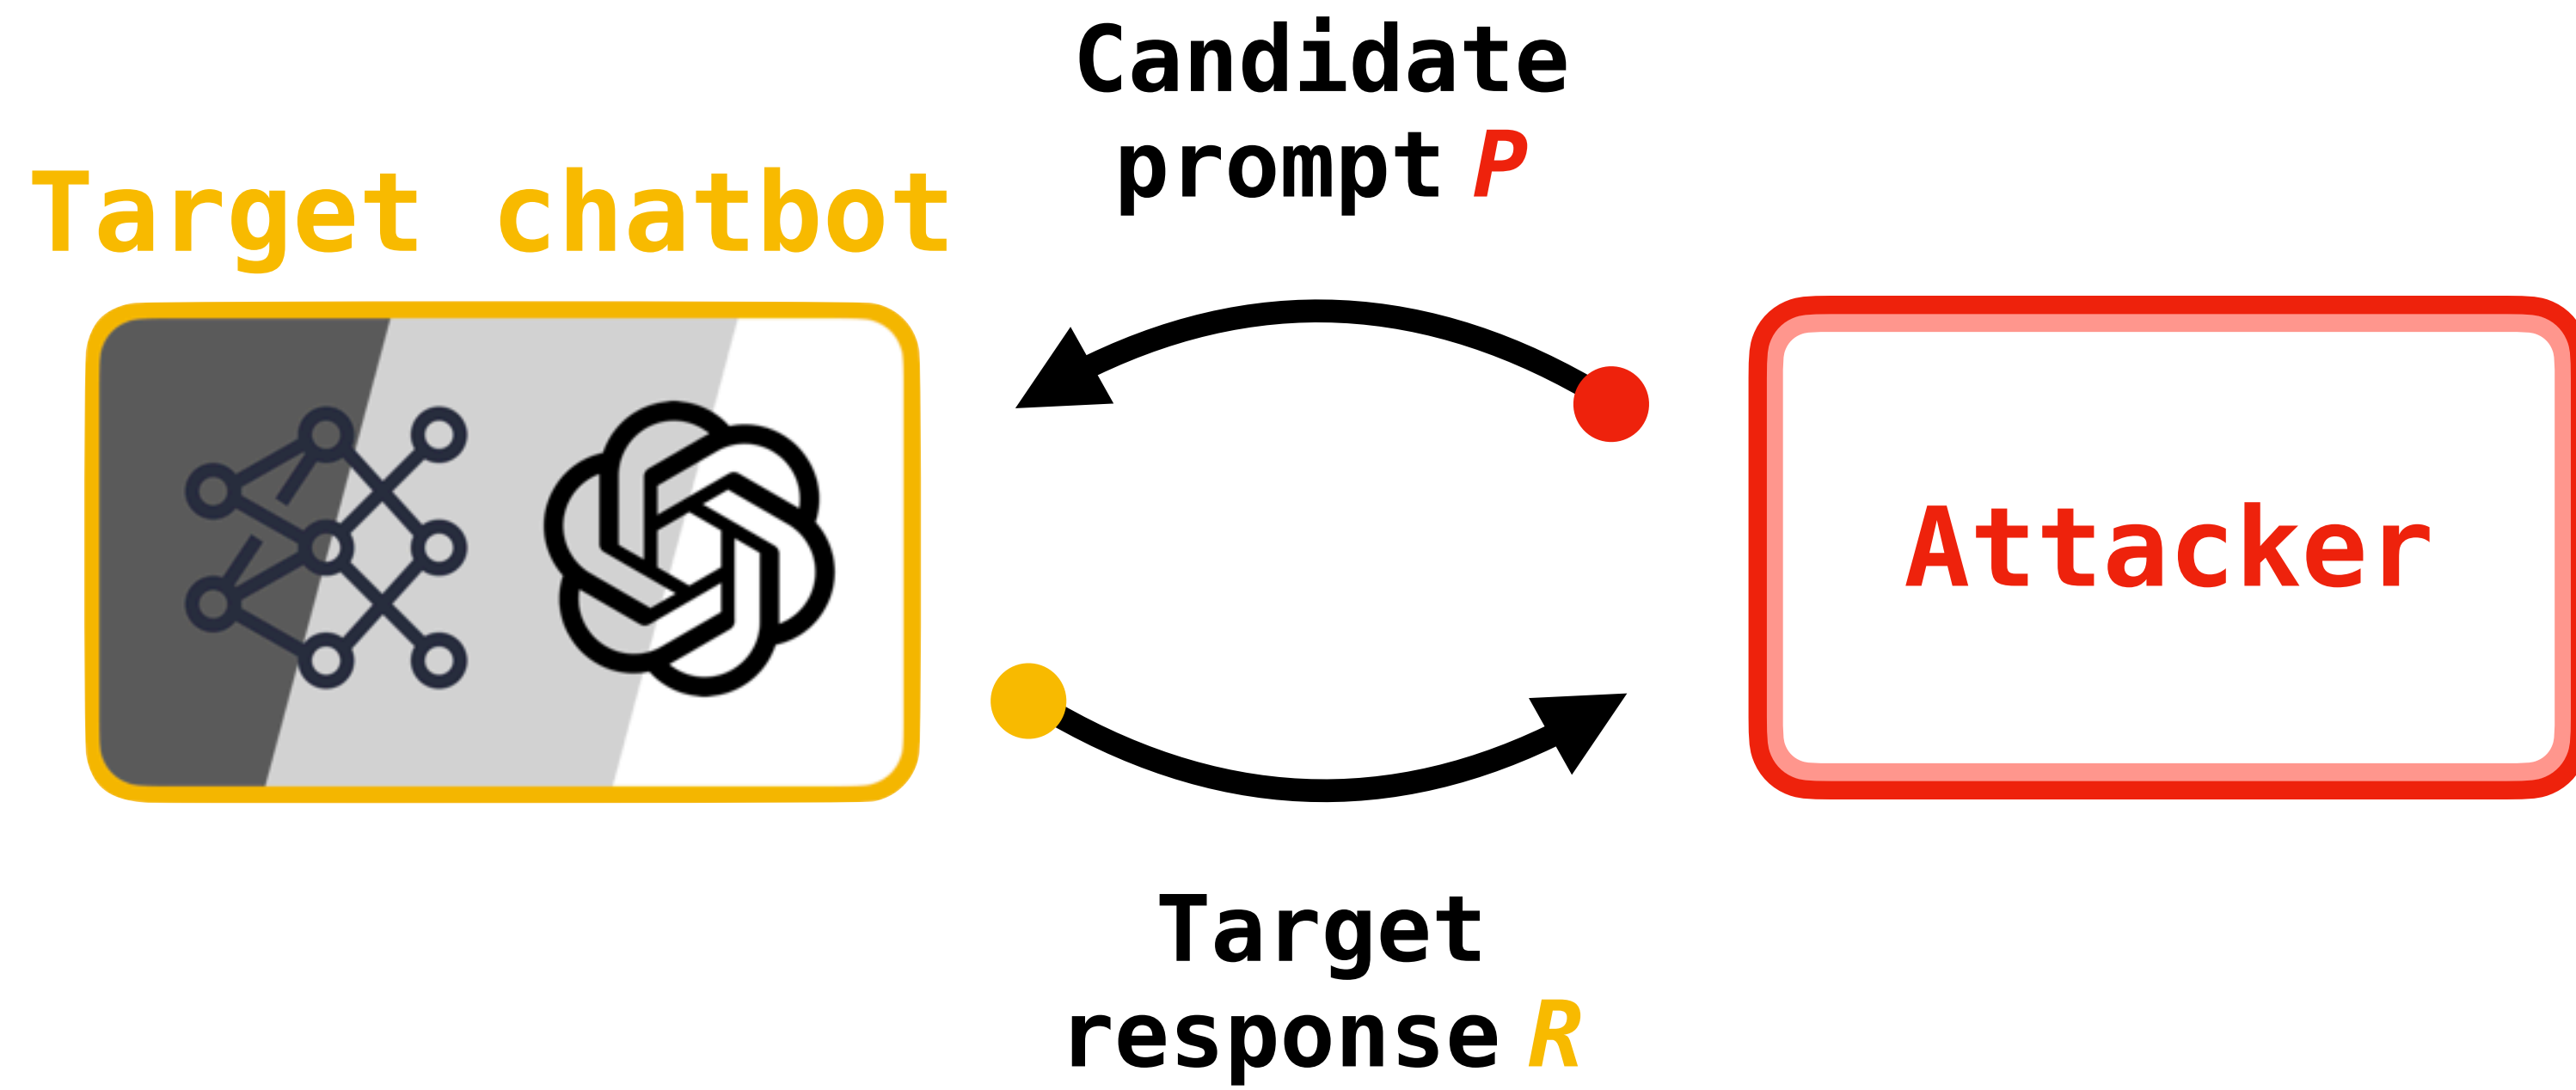 Candidate
prompt P
Target chatbot
Attacker
Target
response R